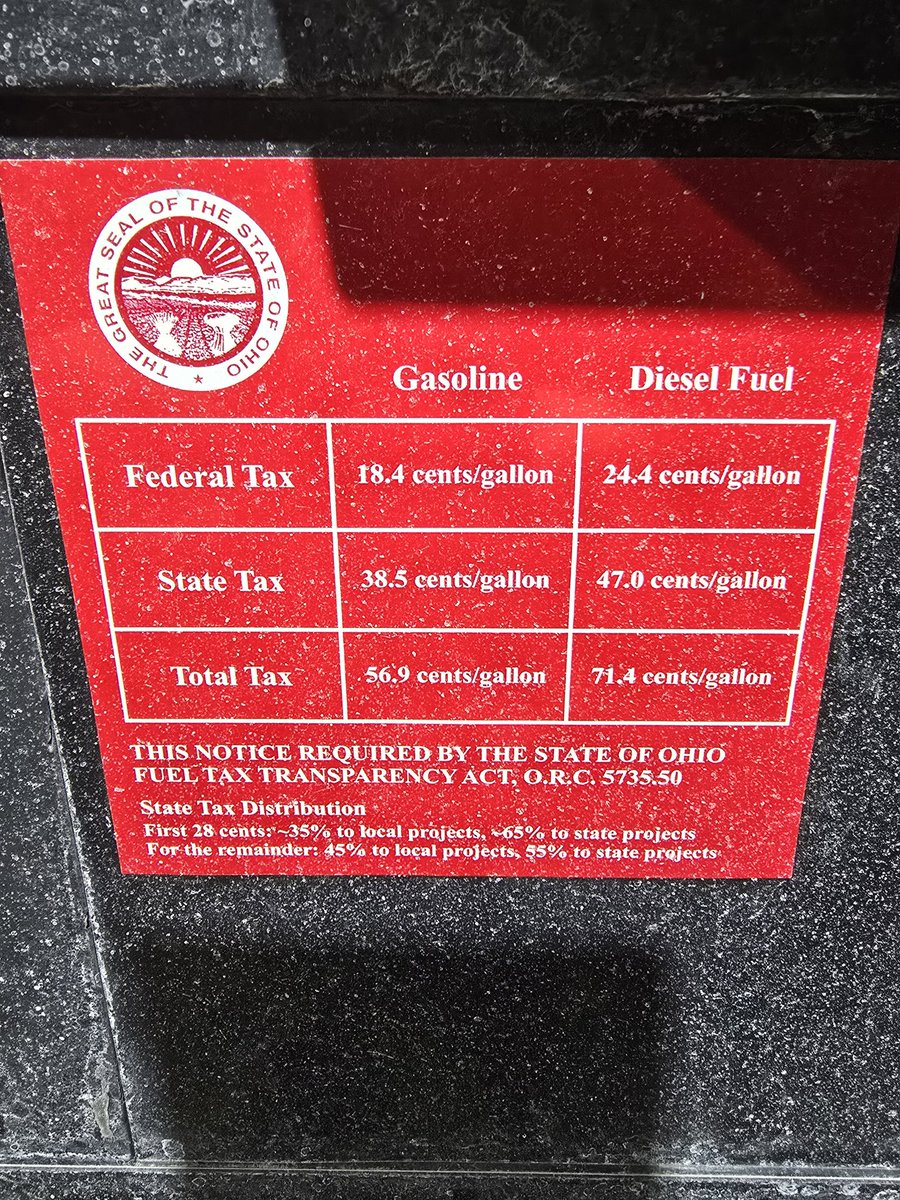 THE GREAT SEAL OF THE STATE OF OHIO
Gasoline Diesel Fuel
Federal Tax 18.4 cents/gallon 24.4 cents/gallon
State Tax 38.5 cents/gallon 47.0 cents/gallon
Total Tax 56.9 cents/gallon 71.4 cents/gallon
THIS NOTICE REQUIRED BY THE STATE OF OHIO
FUEL TAX TRANSPARENCY ACT, O.R.C. 5735.50
State Tax Distribution
First 28 cents: ~35% to local projects, ~65% to state projects
For the remainder: 45% to local projects, 55% to state projects